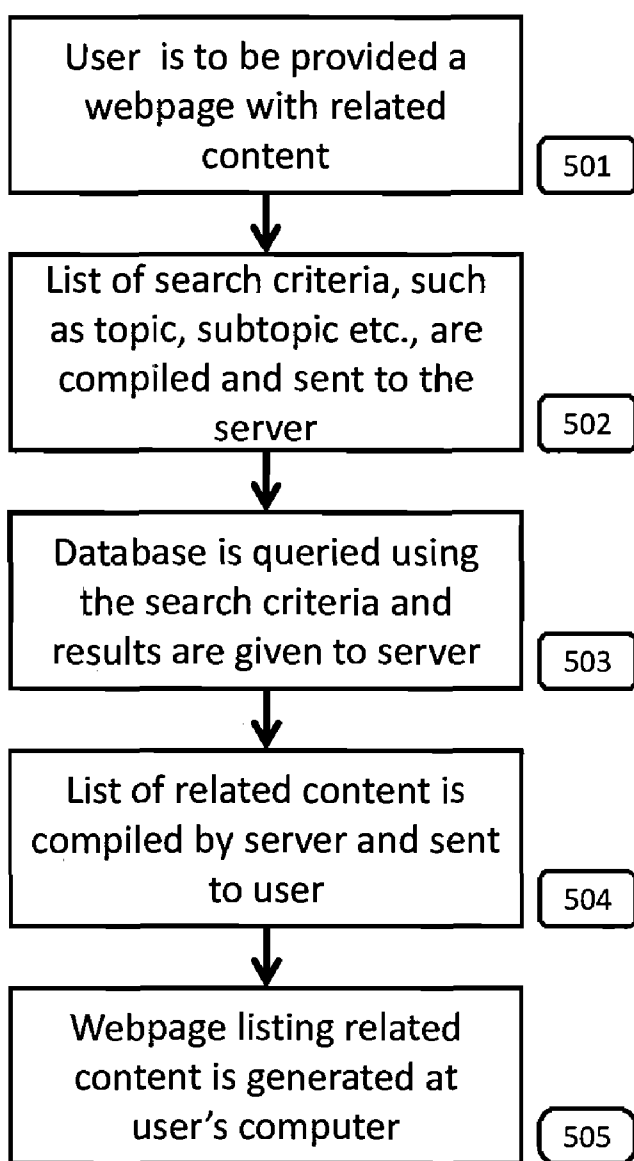 User is to be provided a
webpage with related
content
501
List of search criteria, such
as topic, subtopic etc., are
compiled and sent to the
server
502
Database is queried using
the search criteria and
results are given to server
503
List of related content is
compiled by server and sent
to user
504
Webpage listing related
content is generated at
user's computer
505